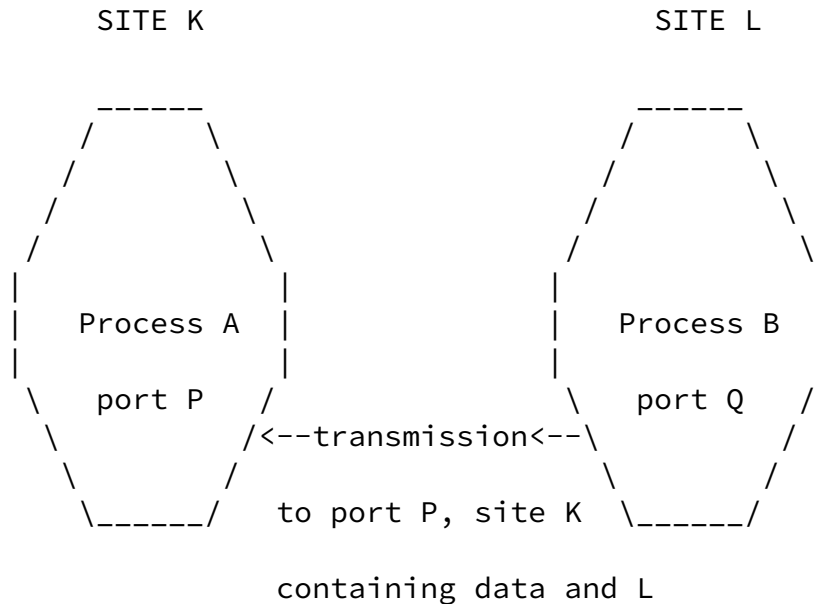 SITE K SITE L
Process A Process B
port P port Q
<--transmission<--
to port P, site K
containing data and L